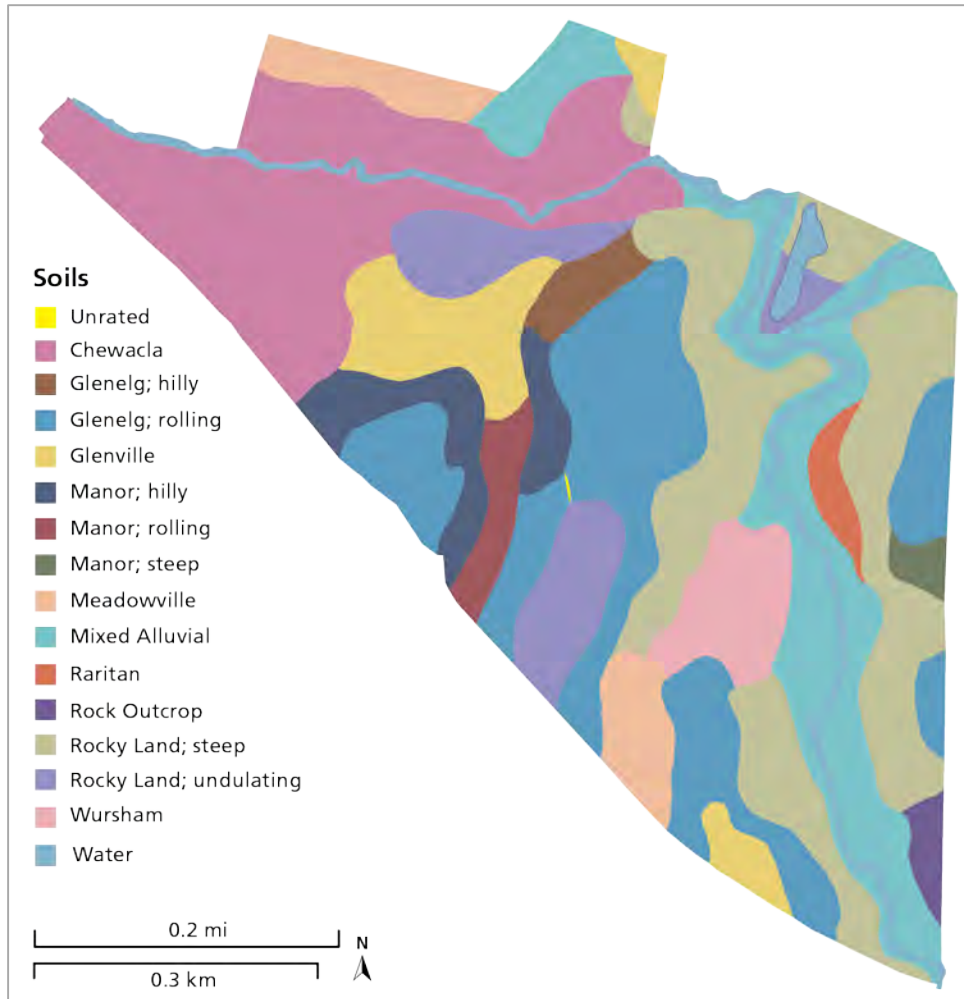 Soils
Unrated
Chewacla
Glenelg; hilly
Glenelg; rolling
Glenville
Manor; hilly
Manor; rolling
Manor; steep
Meadowville
Mixed Alluvial
Raritan
Rock Outcrop
Rocky Land; steep
Rocky Land; undulating
Wursham
Water
0.2 mi
0.3 km
N